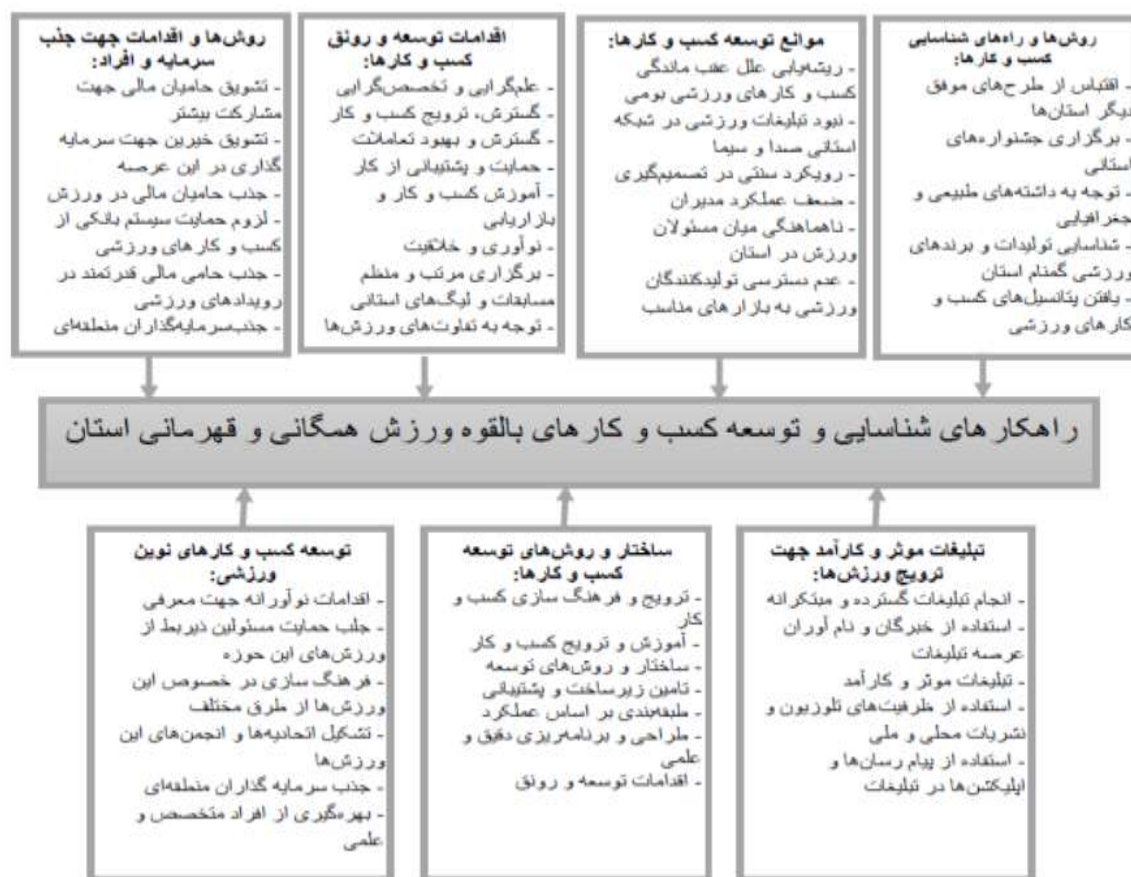 روش‌ها و راه‌های شناسایی
کسب و کارها:
- اقتباس از طرح‌های موفق
دیگر استان‌ها
- برگزاری جشنواره‌های
استانی
- توجه به داشته‌های طبیعی و
جغرافیایی
- شناسایی تولیدات و برندهای
ورزشی گمنام استان
- یافتن پتانسیل‌های کسب و
کارهای ورزشی
موانع توسعه کسب و کارها:
- ریشه‌یابی علل عقب ماندگی
کسب و کارهای ورزشی بومی
- نبود تبلیغات ورزشی در شبکه
استانی صدا و سیما
- رویکرد سنتی در تصمیم‌گیری
- ضعف عملکرد مدیران
- ناهماهنگی میان مسئولان
ورزش در استان
- عدم دسترسی تولیدکنندگان
ورزشی به بازارهای مناسب
اقدامات توسعه و رونق
کسب و کارها:
- علم‌گرایی و تخصص‌گرایی
- گسترش، ترویج کسب و کار
- گسترش و بهبود تعاملات
- حمایت و پشتیبانی از کار
- آموزش کسب و کار و
بازاریابی
- نوآوری و خلاقیت
- برگزاری مرتب و منظم
مسابقات و لیگ‌های استانی
- توجه به تفاوت‌های ورزش‌ها
روش‌ها و اقدامات جهت جذب
سرمایه و افراد:
- تشویق حامیان مالی جهت
مشارکت بیشتر
- تشویق خیرین جهت سرمایه
گذاری در این عرصه
- جذب حامیان مالی در ورزش
- لزوم حمایت سیستم بانکی از
کسب و کارهای ورزشی
- جذب حامی مالی قدرتمند در
رویدادهای ورزشی
- جذب‌سرمایه‌گذاران منطقه‌ای
راهکارهای شناسایی و توسعه کسب و کارهای بالقوه ورزش همگانی و قهرمانی استان
تبلیغات موثر و کارآمد جهت
ترویج ورزش‌ها:
- انجام تبلیغات گسترده و مبتکرانه
- استفاده از خبرگان و نام آوران
عرصه تبلیغات
- تبلیغات موثر و کارآمد
- استفاده از ظرفیت‌های تلوزیون و
نشریات محلی و ملی
- استفاده از پیام رسان‌ها و
اپلیکشن‌ها در تبلیغات
ساختار و روش‌های توسعه
کسب و کارها:
- ترویج و فرهنگ سازی کسب و
کار
- آموزش و ترویج کسب و کار
- ساختار و روش‌های توسعه
- تامین زیرساخت و پشتیبانی
- طبقه‌بندی بر اساس عملکرد
- طراحی و برنامه‌ریزی دقیق و
علمی
- اقدامات توسعه و رونق
توسعه کسب و کارهای نوین
ورزشی:
- اقدامات نوآورانه جهت معرفی
- جلب حمایت مسئولین ذیربط از
ورزش‌های این حوزه
- فرهنگ سازی در خصوص این
ورزش‌ها از طرق مختلف
- تشکیل اتحادیه‌ها و انجمن‌های این
ورزش‌ها
- جذب سرمایه گذاران منطقه‌ای
- بهره‌گیری از افراد متخصص و
علمی